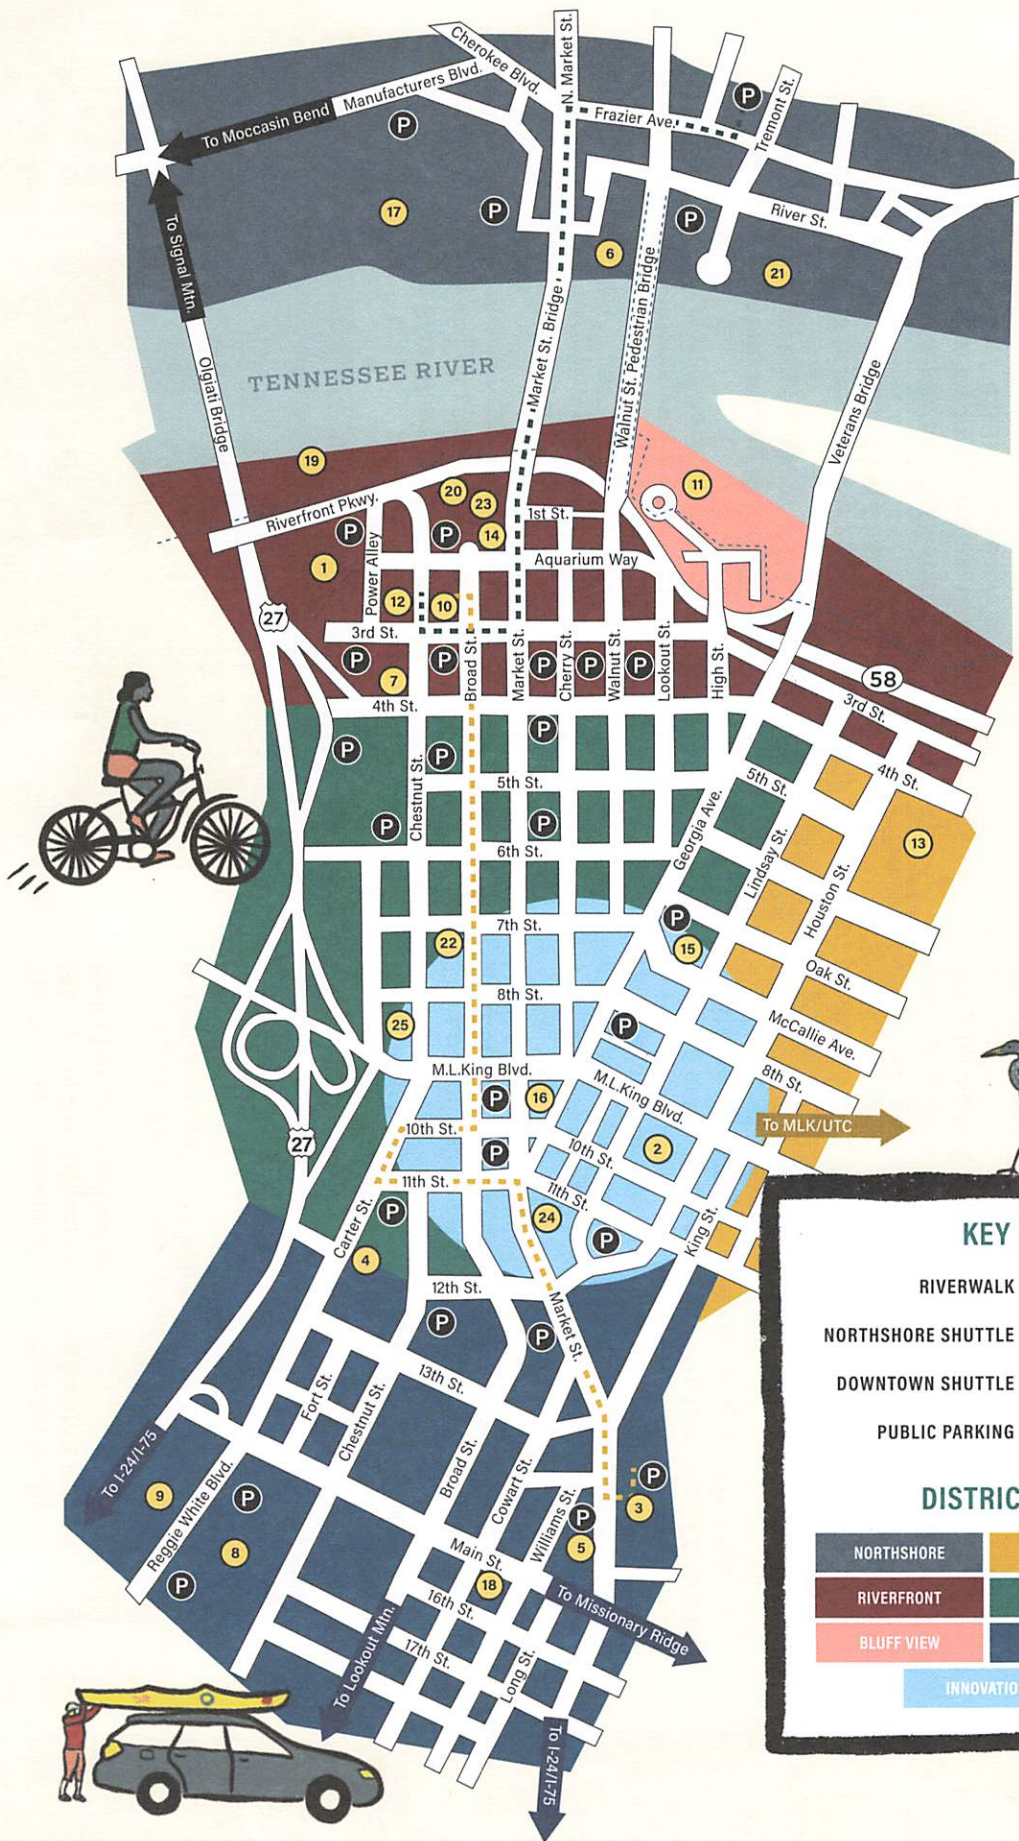 Cherokee Blvd.
N. Market St.
Manufacturers Blvd.
To Moccasin Bend
P
Frazier Ave.
Tremont St.
P
17
P
P
River St.
To Signal Mtn.
6
21
Walnut St. Pedestrian Bridge
Market St. Bridge
TENNESSEE RIVER
Olgiati Bridge
Veterans Bridge
19
11
20
23
Riverfront Pkwy.
1st St.
P
P
14
Aquarium Way
1
Power Alley
12
10
27
3rd St.
Broad St.
Market St.
Cherry St.
Walnut St.
Lookout St.
High St.
P
P
P
P
P
7
58
3rd St.
4th St.
P
P
P
4th St.
5th St.
5th St.
Chestnut St.
P
P
Georgia Ave.
Lindsay St.
13
6th St.
Houston St.
7th St.
P
22
15
Oak St.
8th St.
25
P
McCallie Ave.
M.L.King Blvd.
M.L.King Blvd.
8th St.
P
16
To MLK/UTC
27
10th St.
10th St.
2
P
11th St.
11th St.
P
24
P
Carter St.
King St.
4
12th St.
Market St.
P
P
13th St.
Fort St.
Chestnut St.
To I-24/I-75
Broad St.
Cowart St.
P
9
P
Reggie White Blvd.
Williams St.
3
P
8
5
Main St.
P
18
16th St.
To Missionary Ridge
17th St.
To Lookout Mtn.
Long St.
To I-24/I-75
KEY
RIVERWALK
NORTHSHORE SHUTTLE
DOWNTOWN SHUTTLE
PUBLIC PARKING
DISTRIC
NORTHSHORE
RIVERFRONT
BLUFF VIEW
INNOVATIO